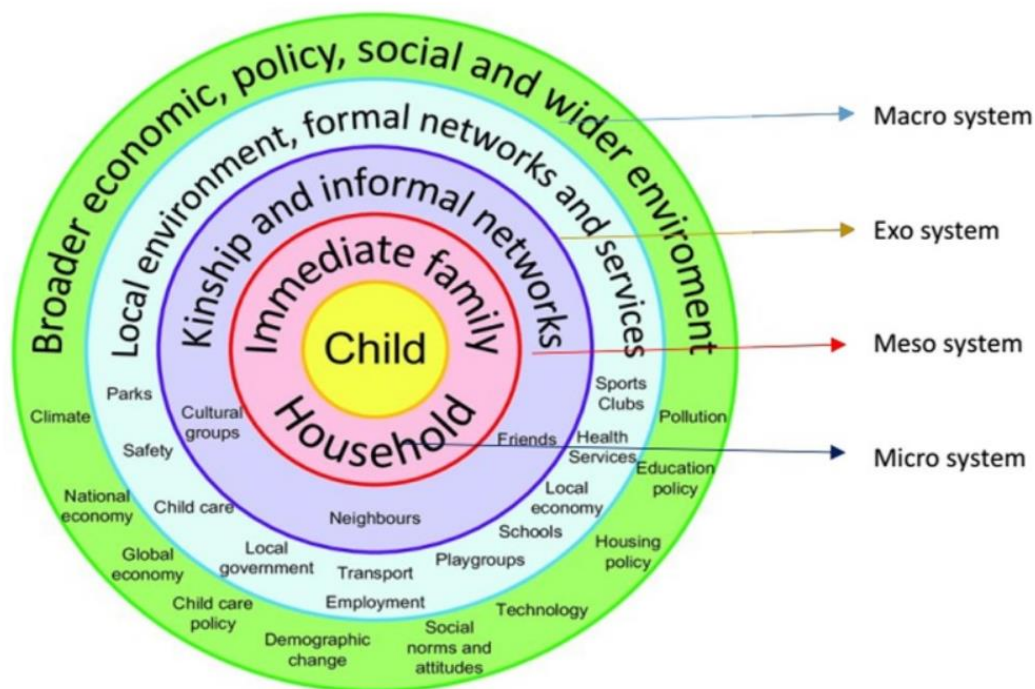 Broader economic, policy, social and wider enviroment
Local environment, formal networks and services
Kinship and informal networks
Immediate family
Child
Household
Macro system
Exo system
Meso system
Micro system
Parks
Climate
Cultural
groups
Safety
Sports
Clubs
Pollution
Friends
Health
Services
Education
policy
National
economy
Child care
Neighbours
Local
economy
Schools
Housing
policy
Global
economy
Local
government
Transport
Playgroups
Child care
policy
Employment
Technology
Demographic
change
Social
norms and
attitudes